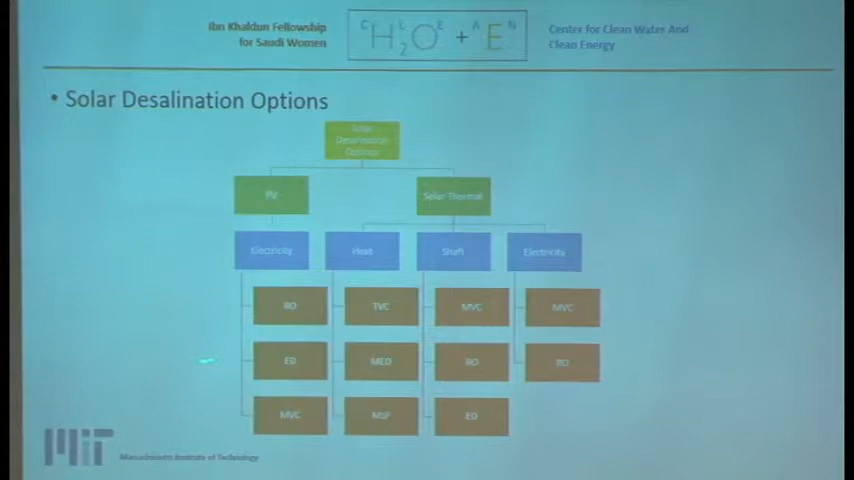 Ibn Khaldun Fellowship
for Saudi Women
CLEAN
H2O + E
Center for Clean Water And
Clean Energy
• Solar Desalination Options
Solar
Desalination
Options
PV
Solar Thermal
Electricity
Heat
Shaft
Electricity
RO
TVC
MVC
MVC
ED
MED
RO
RO
MVC
MSF
ED
MIT
Massachusetts Institute of Technology